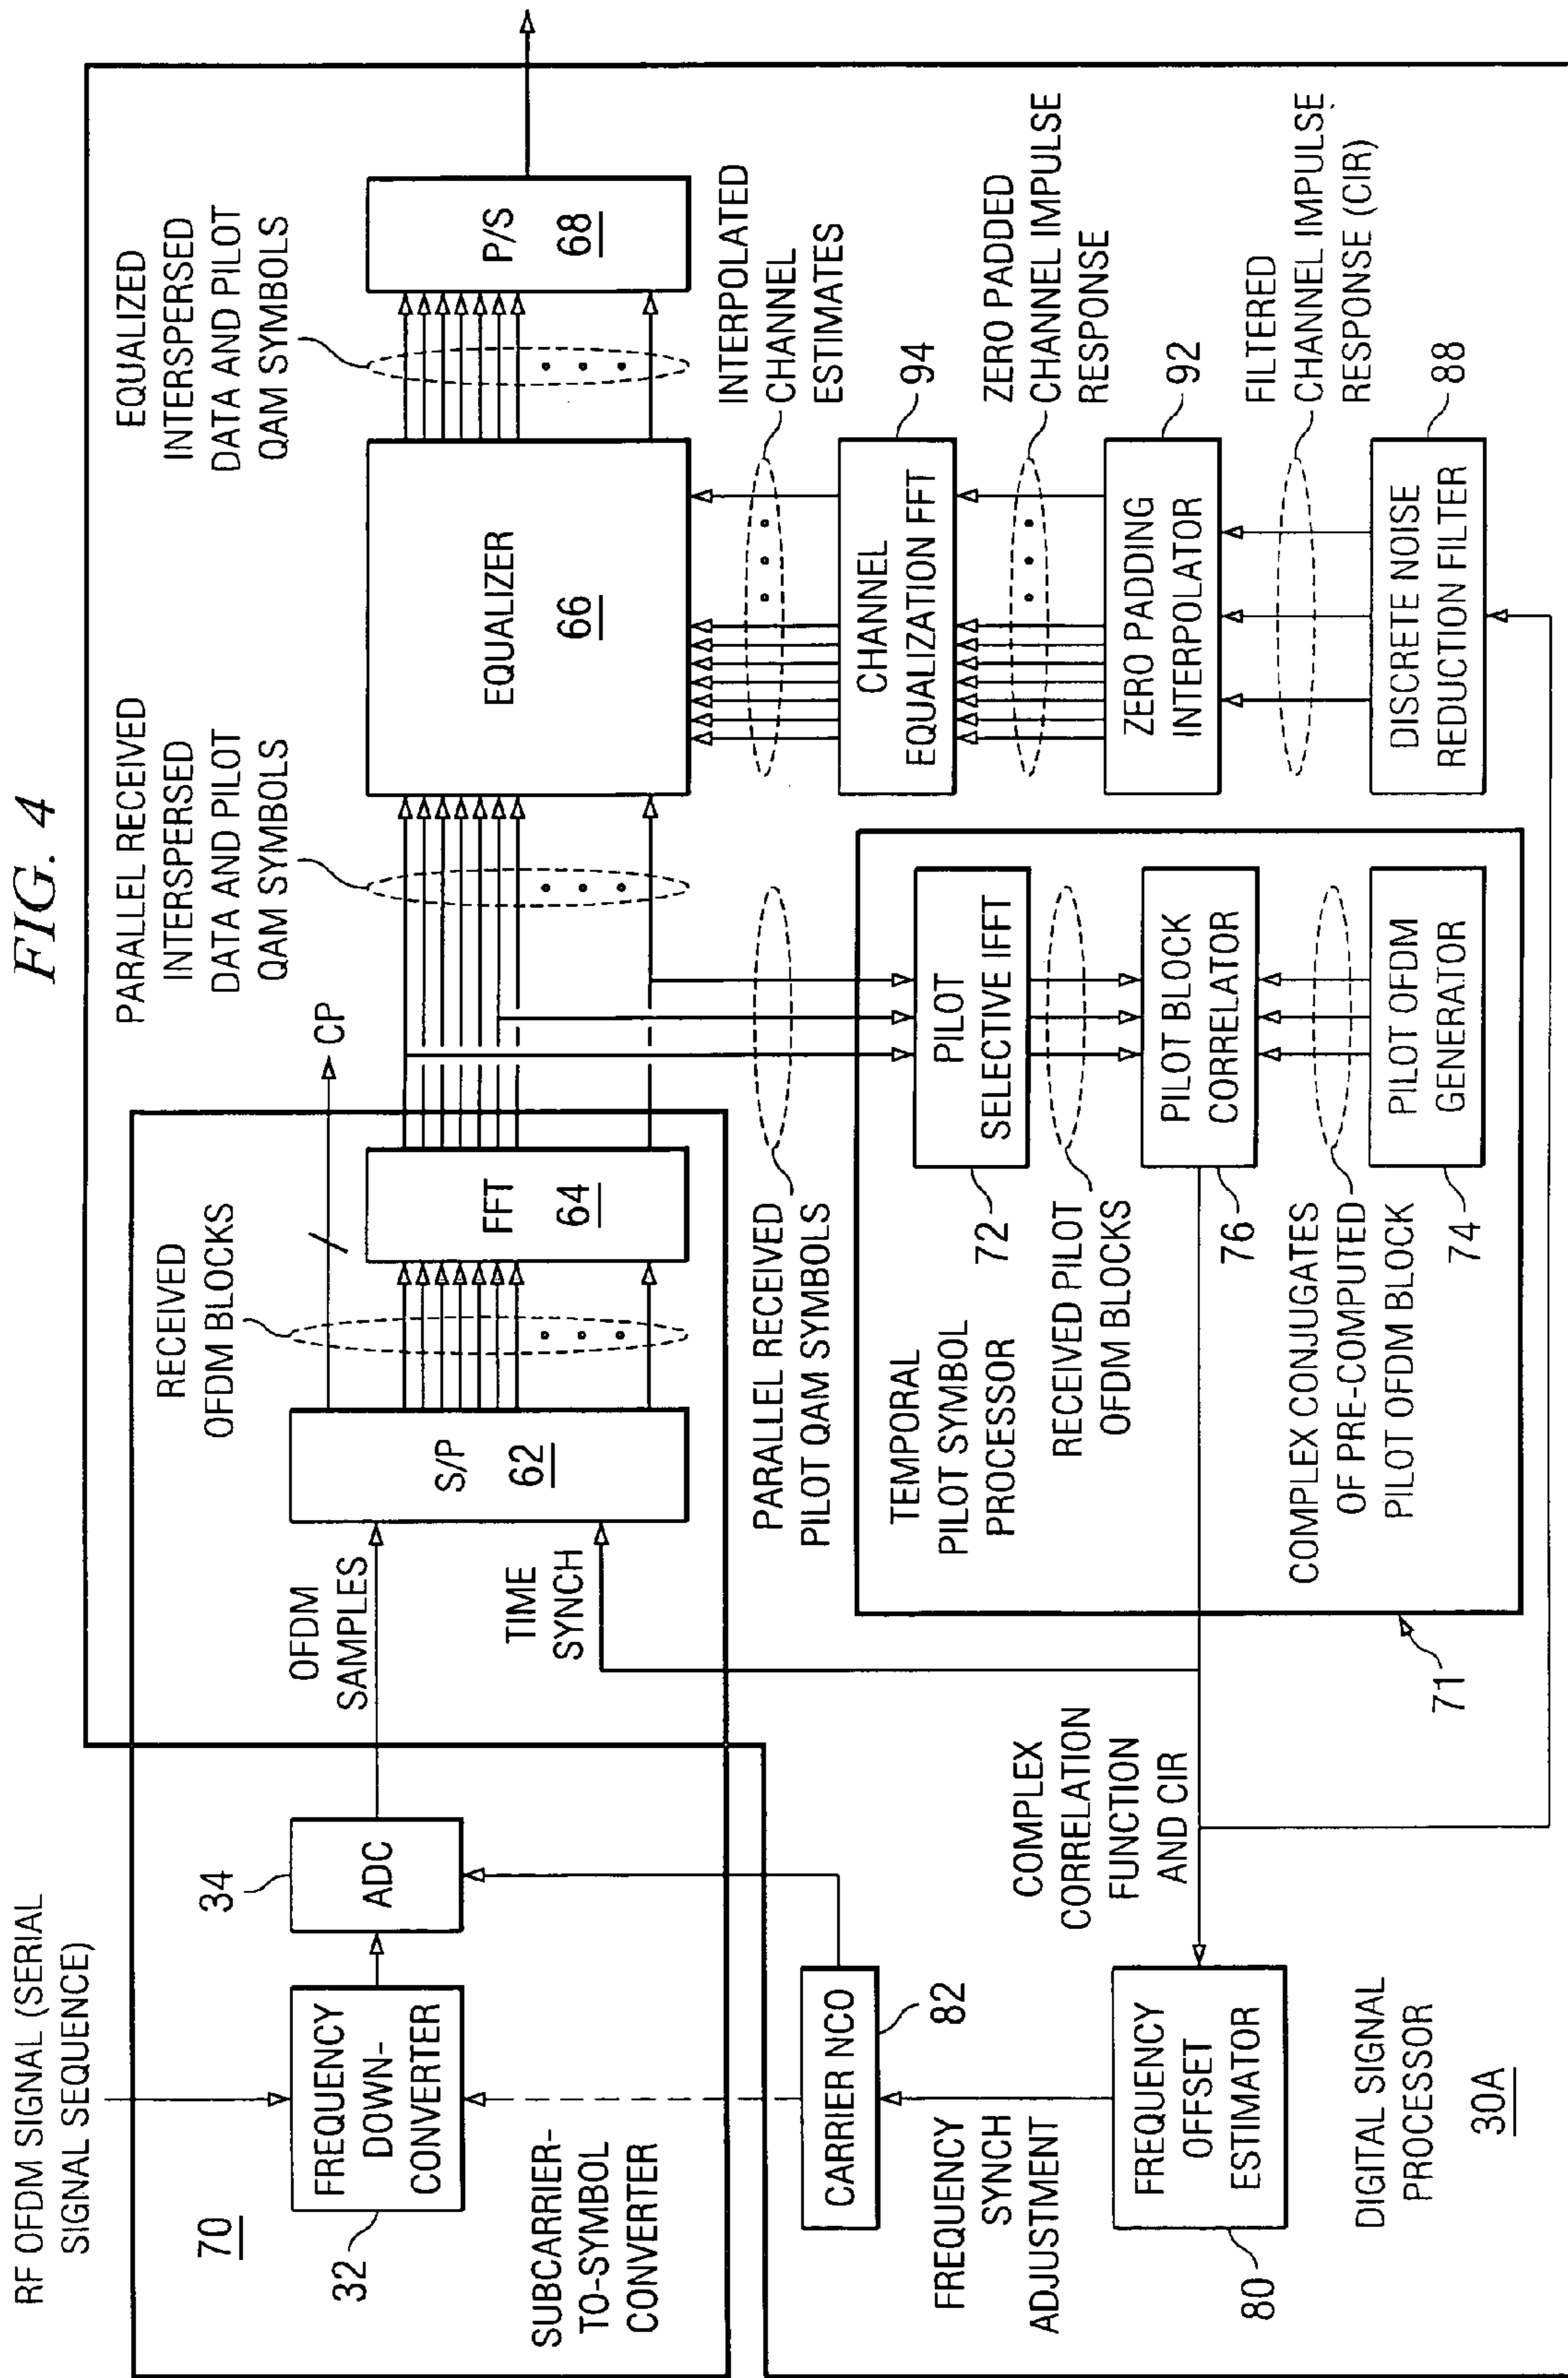 FIG. 4
RF OFDM SIGNAL (SERIAL
SIGNAL SEQUENCE)
70
FREQUENCY
DOWN-
CONVERTER
32
ADC
34
SUBCARRIER-
TO-SYMBOL
CONVERTER
OFDM
SAMPLES
TIME
SYNCH
S/P
62
RECEIVED
OFDM BLOCKS
FFT
64
CP
PARALLEL RECEIVED
INTERSPERSED
DATA AND PILOT
QAM SYMBOLS
EQUALIZER
66
EQUALIZED
INTERSPERSED
DATA AND PILOT
QAM SYMBOLS
P/S
68
INTERPOLATED
CHANNEL
ESTIMATES
CHANNEL
EQUALIZATION FFT
94
ZERO PADDED
CHANNEL IMPULSE
RESPONSE
ZERO PADDING
INTERPOLATOR
92
FILTERED
CHANNEL IMPULSE
RESPONSE (CIR)
DISCRETE NOISE
REDUCTION FILTER
88
PARALLEL RECEIVED
PILOT QAM SYMBOLS
TEMPORAL
PILOT SYMBOL
PROCESSOR
PILOT
SELECTIVE IFFT
72
RECEIVED PILOT
OFDM BLOCKS
PILOT BLOCK
CORRELATOR
76
COMPLEX CONJUGATES
OF PRE-COMPUTED
PILOT OFDM BLOCK
PILOT OFDM
GENERATOR
74
71
COMPLEX
CORRELATION
FUNCTION
AND CIR
CARRIER NCO
82
FREQUENCY
SYNCH
ADJUSTMENT
FREQUENCY
OFFSET
ESTIMATOR
80
DIGITAL SIGNAL
PROCESSOR
30A